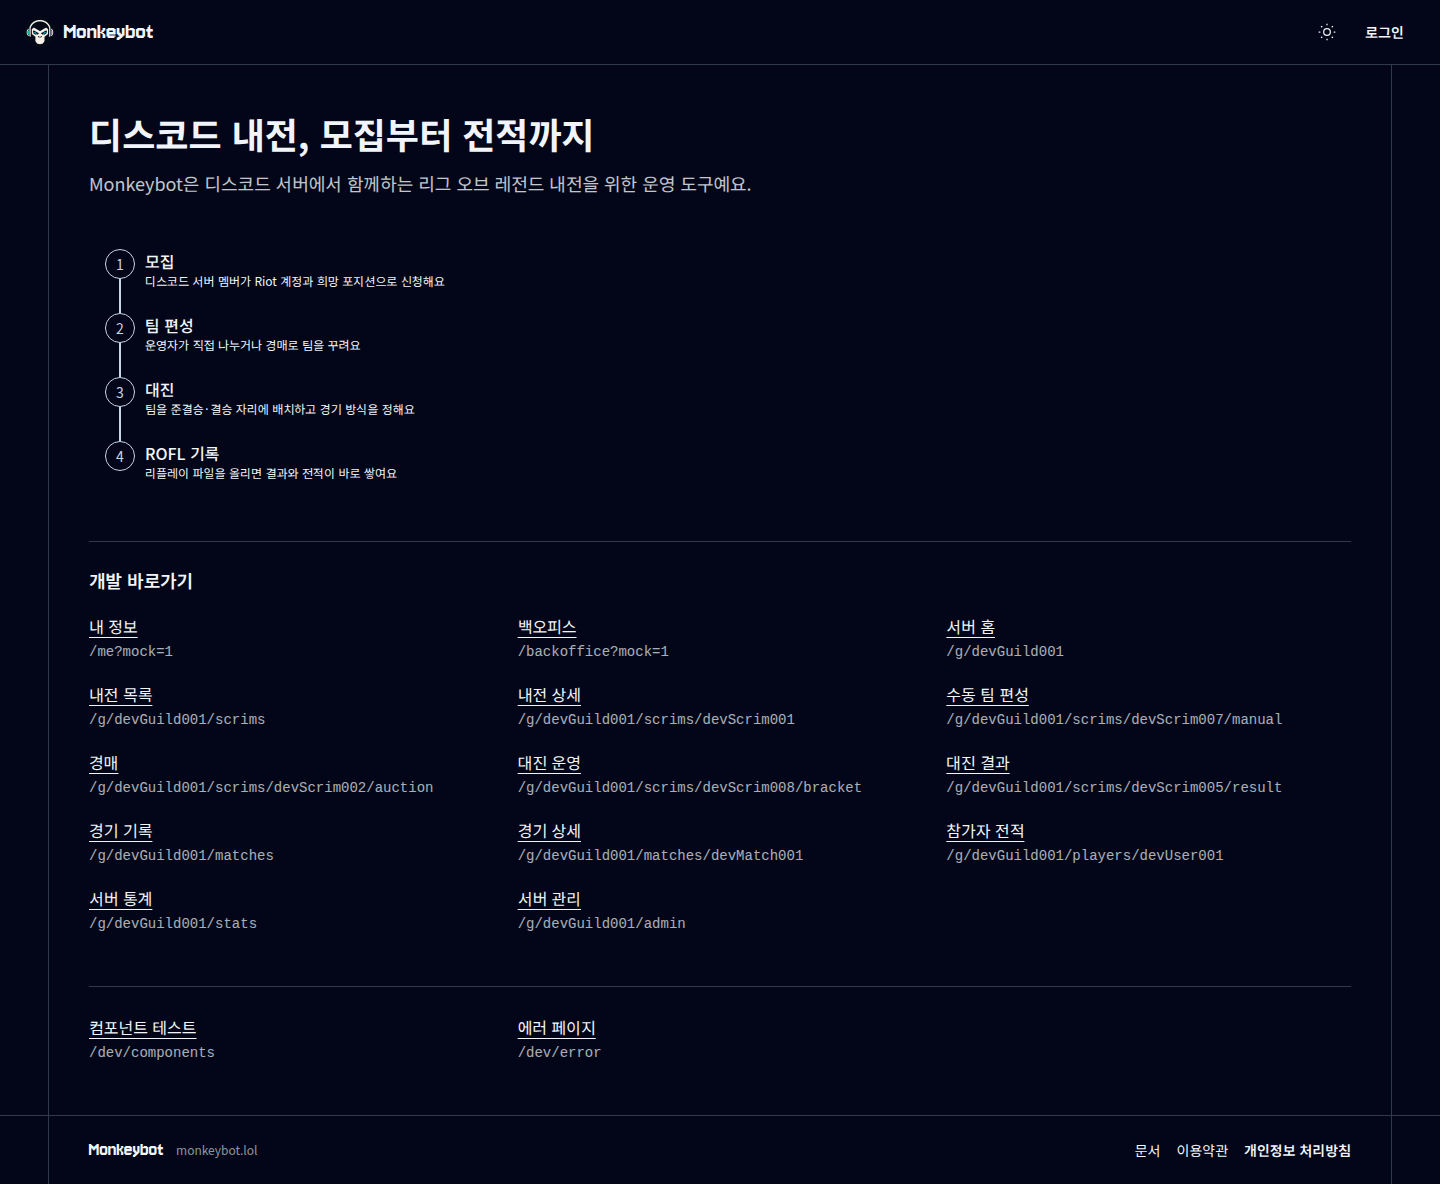 Monkeybot
로그인
디스코드 내전, 모집부터 전적까지
Monkeybot은 디스코드 서버에서 함께하는 리그 오브 레전드 내전을 위한 운영 도구예요.
1
모집
디스코드 서버 멤버가 Riot 계정과 희망 포지션으로 신청해요
2
팀 편성
운영자가 직접 나누거나 경매로 팀을 꾸려요
3
대진
팀을 준결승·결승 자리에 배치하고 경기 방식을 정해요
4
ROFL 기록
리플레이 파일을 올리면 결과와 전적이 바로 쌓여요
개발 바로가기
내 정보
/me?mock=1
백오피스
/backoffice?mock=1
서버 홈
/g/devGuild001
내전 목록
/g/devGuild001/scrims
내전 상세
/g/devGuild001/scrims/devScrim001
수동 팀 편성
/g/devGuild001/scrims/devScrim007/manual
경매
/g/devGuild001/scrims/devScrim002/auction
대진 운영
/g/devGuild001/scrims/devScrim008/bracket
대진 결과
/g/devGuild001/scrims/devScrim005/result
경기 기록
/g/devGuild001/matches
경기 상세
/g/devGuild001/matches/devMatch001
참가자 전적
/g/devGuild001/players/devUser001
서버 통계
/g/devGuild001/stats
서버 관리
/g/devGuild001/admin
컴포넌트 테스트
/dev/components
에러 페이지
/dev/error
Monkeybot monkeybot.lol
문서 이용약관 개인정보 처리방침